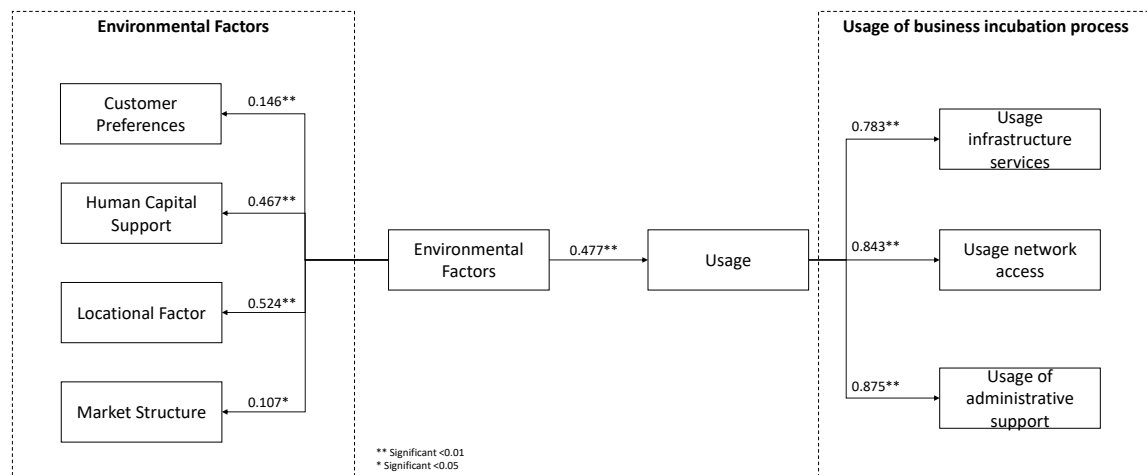 Environmental Factors
Usage of business incubation process
Customer
Preferences
0.146**
Human Capital
Support
0.467**
Locational Factor
0.524**
Market Structure
0.107*
Environmental
Factors
0.477**
Usage
0.783**
Usage
infrastructure
services
0.843**
Usage network
access
0.875**
Usage of
administrative
support
** Significant <0.01
* Significant <0.05